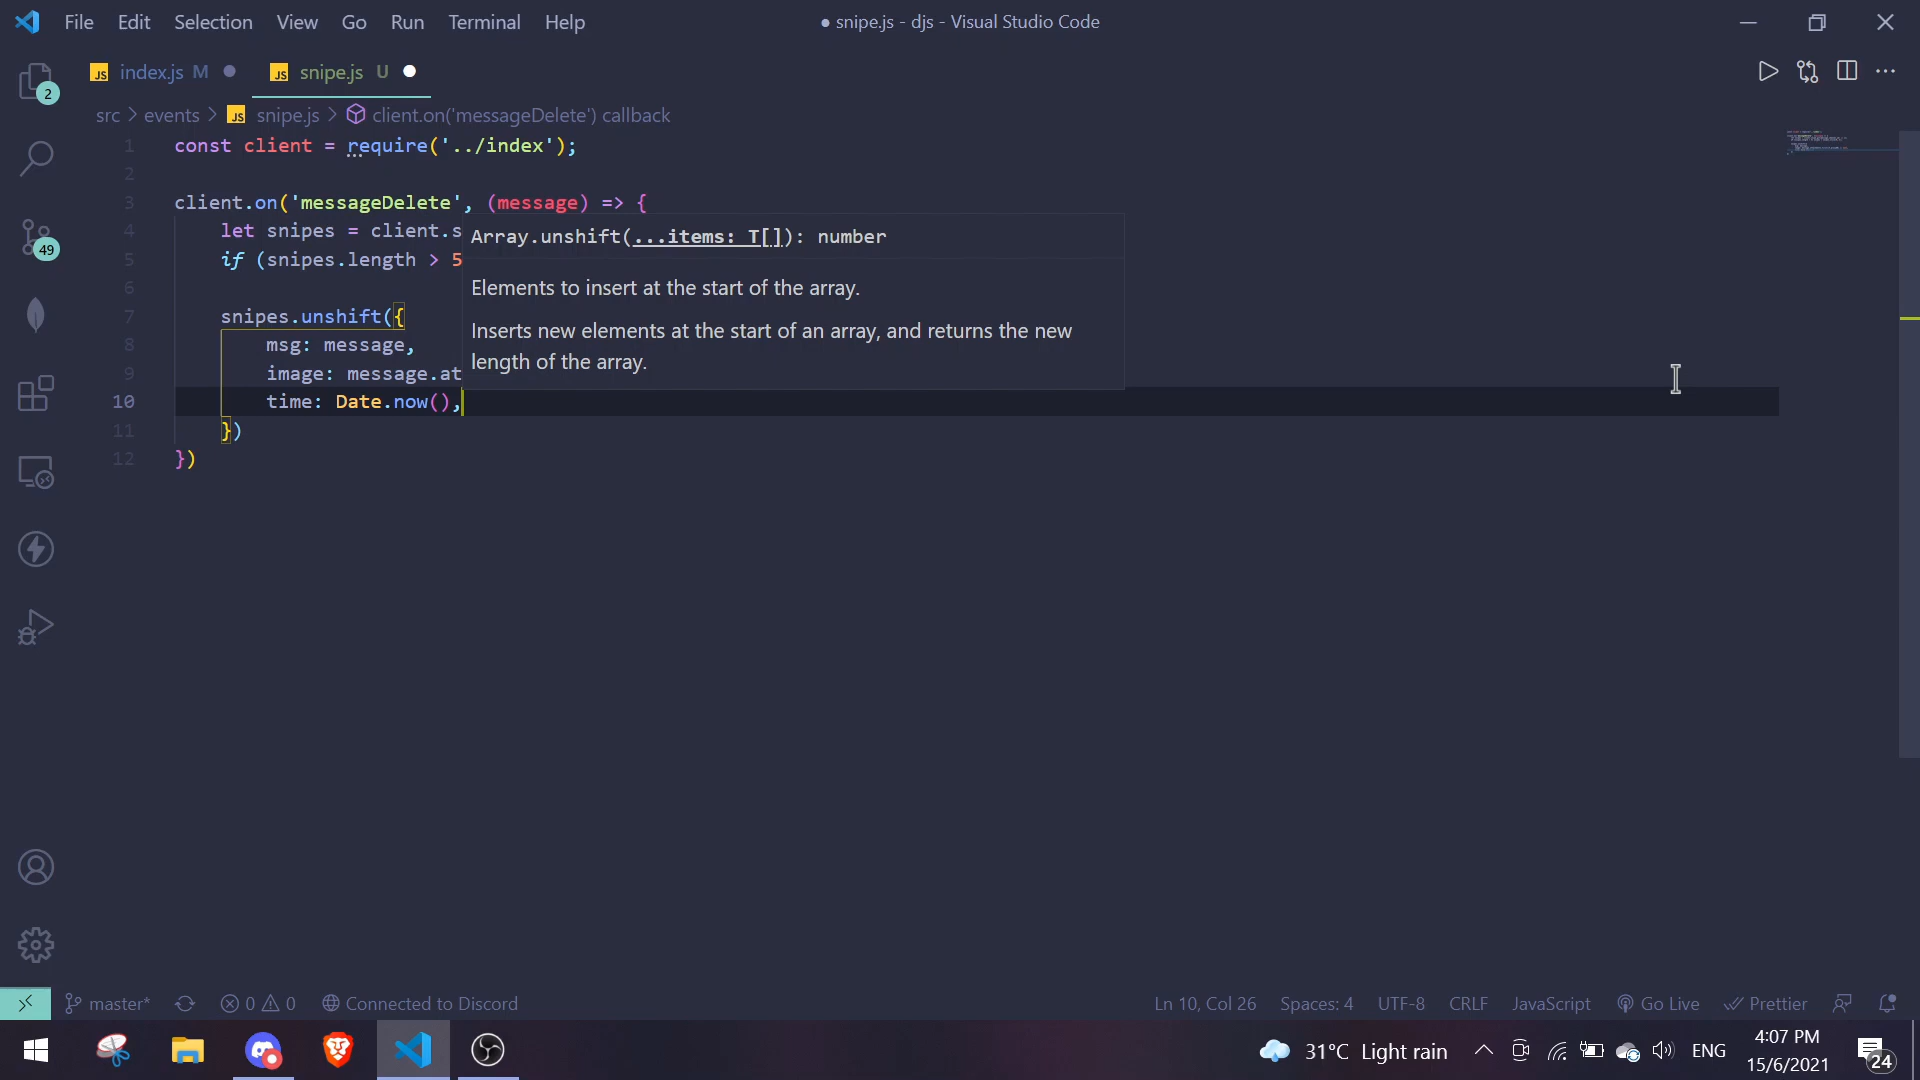 File Edit Selection View Go Run Terminal Help
● snipe.js - djs - Visual Studio Code
JS index.js M
JS snipe.js U
2
src > events > JS snipe.js > client.on('messageDelete') callback
1 const client = require('../index');
2
3 client.on('messageDelete', (message) => {
4 let snipes = client.s
5 if (snipes.length > 5
6
7 snipes.unshift({
8 msg: message,
9 image: message.at
10 time: Date.now(),
11 })
12 })
Array.unshift(...items: T[]): number
Elements to insert at the start of the array.
Inserts new elements at the start of an array, and returns the new
length of the array.
49
master* 0 0 Connected to Discord
Ln 10, Col 26 Spaces: 4 UTF-8 CRLF JavaScript Go Live Prettier
31°C Light rain
ENG
4:07 PM
15/6/2021
24